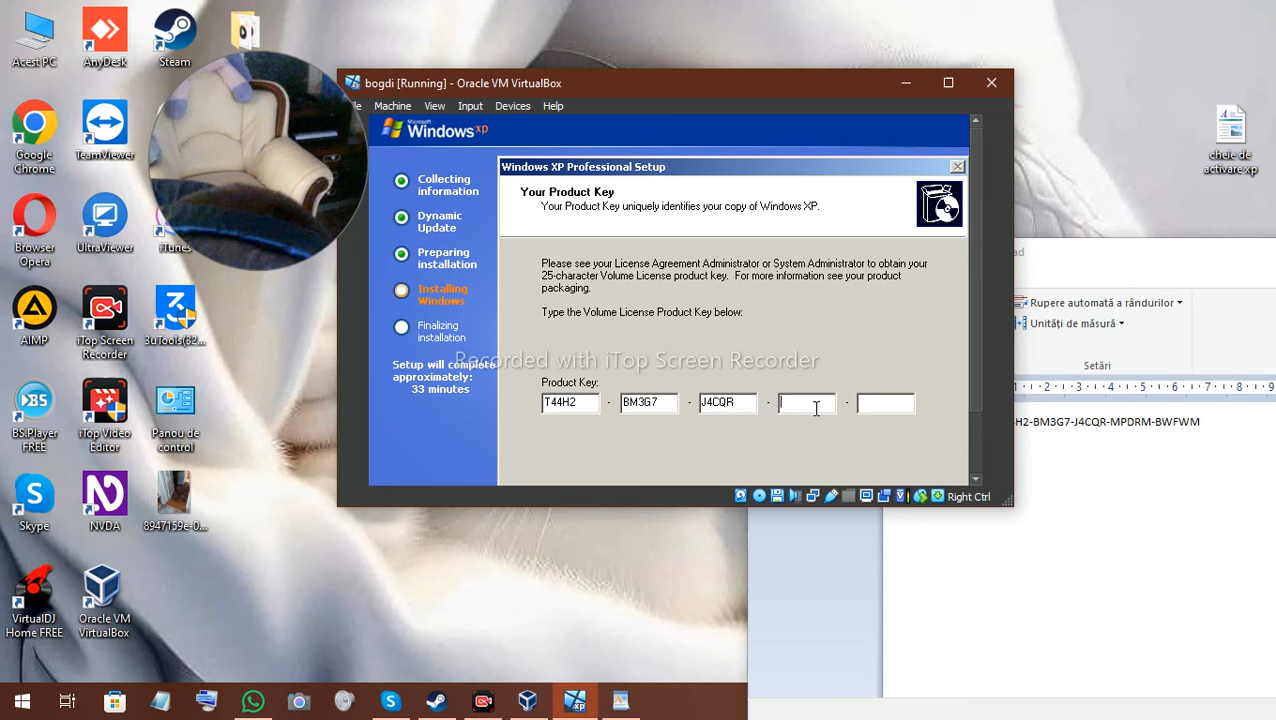 Acest PC
AnyDesk
Steam
Google Chrome
TeamViewer
Browser Opera
UltraViewer
iTunes
AIMP
iTop Screen Recorder
3uTools(32...
BS.Player FREE
iTop Video Editor
Panou de control
Skype
NVDA
8947159e-0...
VirtualDJ Home FREE
Oracle VM VirtualBox
cheie de activare xp
bogdi [Running] - Oracle VM VirtualBox
Machine View Input Devices Help
Microsoft
Windows xp
Collecting information
Dynamic Update
Preparing installation
Installing Windows
Finalizing installation
Setup will complete approximately:
33 minutes
Windows XP Professional Setup
Your Product Key
Your Product Key uniquely identifies your copy of Windows XP.
Please see your License Agreement Administrator or System Administrator to obtain your
25-character Volume License product key. For more information see your product
packaging.
Type the Volume License Product Key below:
Recorded with iTop Screen Recorder
Product Key:
T44H2 - BM3G7 - J4CQR - -
Right Ctrl
Rupere automată a rândurilor
Unități de măsură
Setări
H2-BM3G7-J4CQR-MPDRM-BWFWM